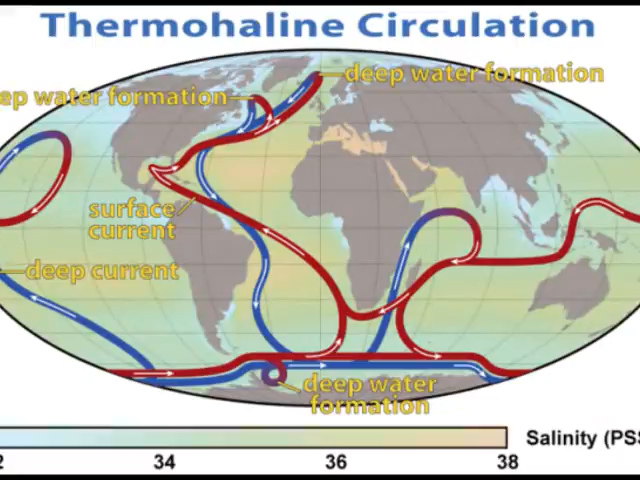 Thermohaline Circulation
deep water formation
ep water formation
surface
current
deep current
deep water
formation
Salinity (PSS
2 34 36 38